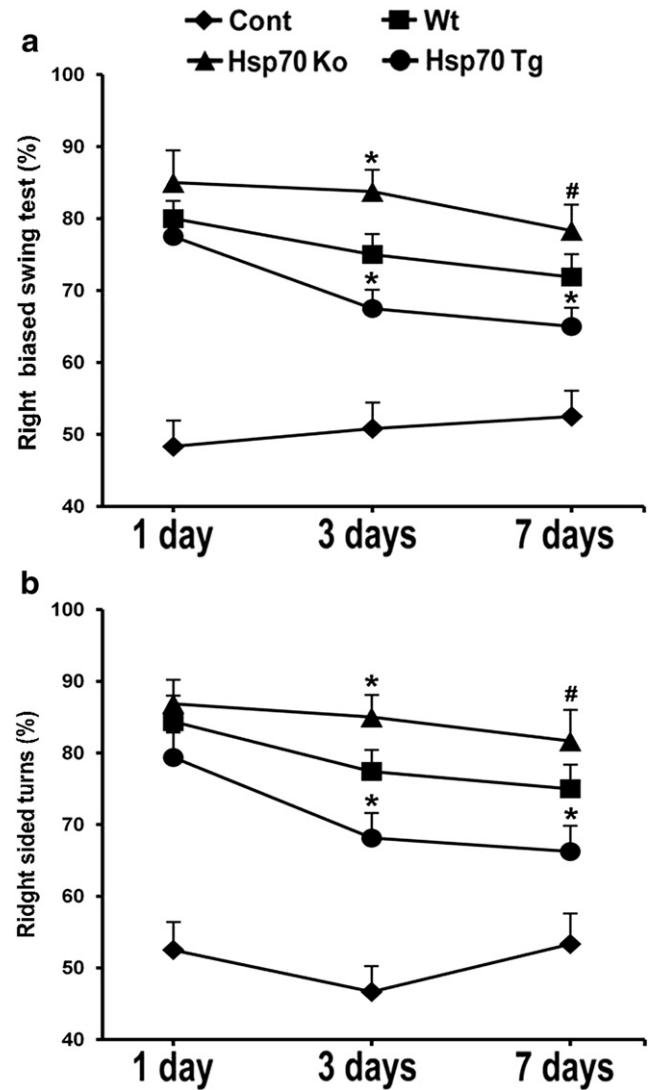 a
Cont
Wt
Hsp70 Ko
Hsp70 Tg
Right biased swing test (%)
100
90
80
70
60
50
40
*
#
*
*
1 day
3 days
7 days
b
Ridght sided turns (%)
100
90
80
70
60
50
40
*
#
*
*
1 day
3 days
7 days